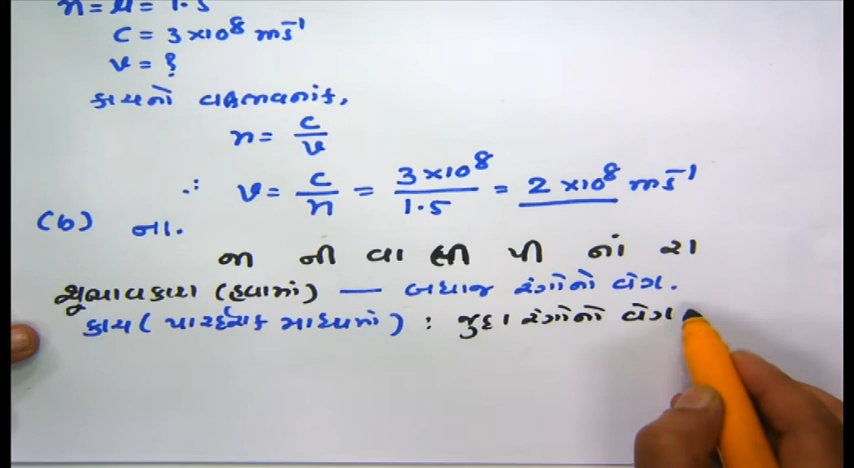 n = μ = 1.5
C = 3×10⁸ ms⁻¹
v = ?
કાચનો વક્રીભવનાંક,
n = C/v
∴ v = C/n = 3×10⁸/1.5 = 2×10⁸ ms⁻¹
(b) ના.
જા ની વા લી પી નાં રા
(હવામાં) — બધાજ રંગોનો વેગ.
કાચ (પારદર્શક માધ્યમાં) : જુદા રંગોનો વેગ